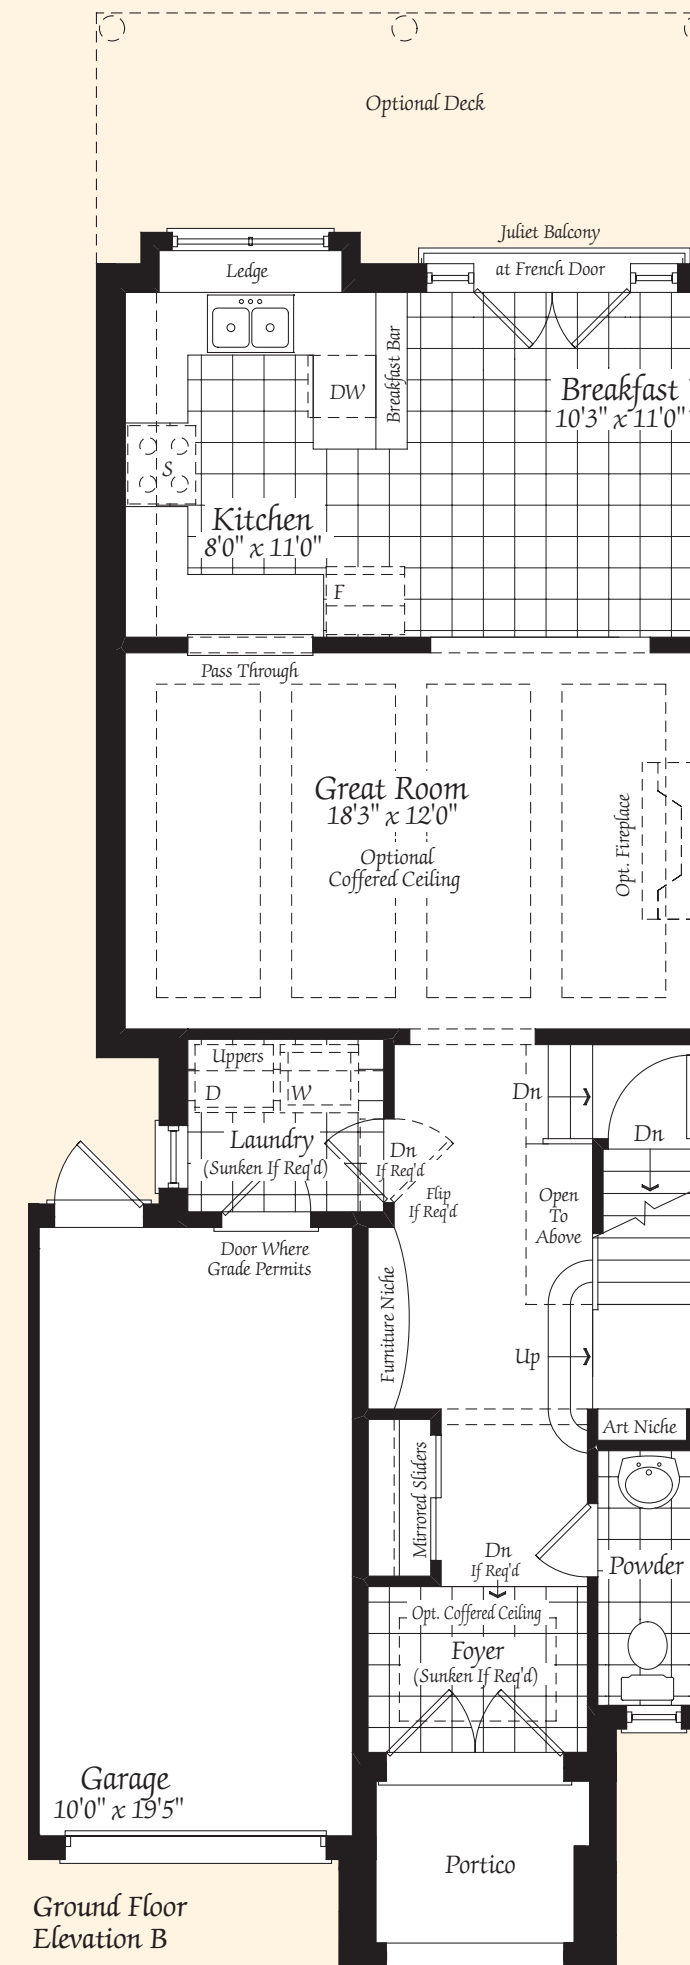 Optional Deck
Juliet Balcony
at French Door
Ledge
Breakfast Bar
DW
Breakfast
10'3" x 11'0"
S
Kitchen
8'0" x 11'0"
F
Pass Through
Great Room
18'3" x 12'0"
Optional
Coffered Ceiling
Opt. Fireplace
Uppers
D
W
Dn
Laundry
(Sunken If Req'd)
Dn
If Req'd
Dn
Flip
If Req'd
Open
To
Above
Door Where
Grade Permits
Furniture Niche
Up
Art Niche
Mirrored Sliders
Dn
If Req'd
Powder
Opt. Coffered Ceiling
Foyer
(Sunken If Req'd)
Garage
10'0" x 19'5"
Portico
Ground Floor
Elevation B